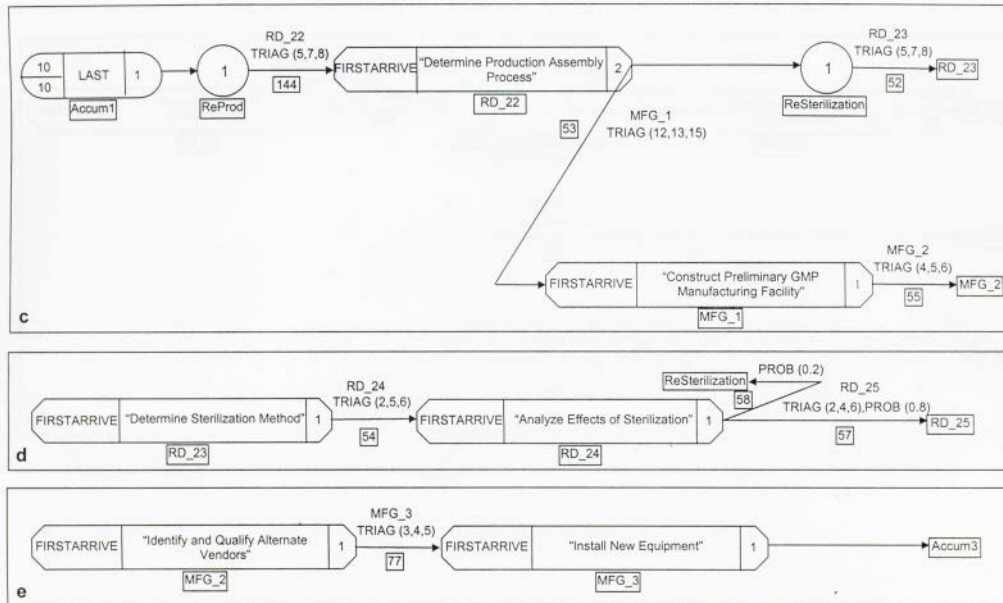 10
10
LAST
1
Accum1
1
ReProd
RD_22
TRIAG (5,7,8)
144
FIRSTARRIVE
"Determine Production Assembly
Process"
2
RD_22
1
ReSterilization
RD_23
TRIAG (5,7,8)
52
RD_23
53
MFG_1
TRIAG (12,13,15)
FIRSTARRIVE
"Construct Preliminary GMP
Manufacturing Facility"
1
MFG_1
MFG_2
TRIAG (4,5,6)
55
MFG_2
c
FIRSTARRIVE
"Determine Sterilization Method"
1
RD_23
RD_24
TRIAG (2,5,6)
54
FIRSTARRIVE
"Analyze Effects of Sterilization"
1
RD_24
ReSterilization
PROB (0.2)
58
RD_25
TRIAG (2,4,6),PROB (0.8)
57
RD_25
d
FIRSTARRIVE
"Identify and Qualify Alternate
Vendors"
1
MFG_2
MFG_3
TRIAG (3,4,5)
77
FIRSTARRIVE
"Install New Equipment"
1
MFG_3
Accum3
e